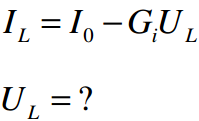 I_L = I_0 − G_i U_L
U_L = ?